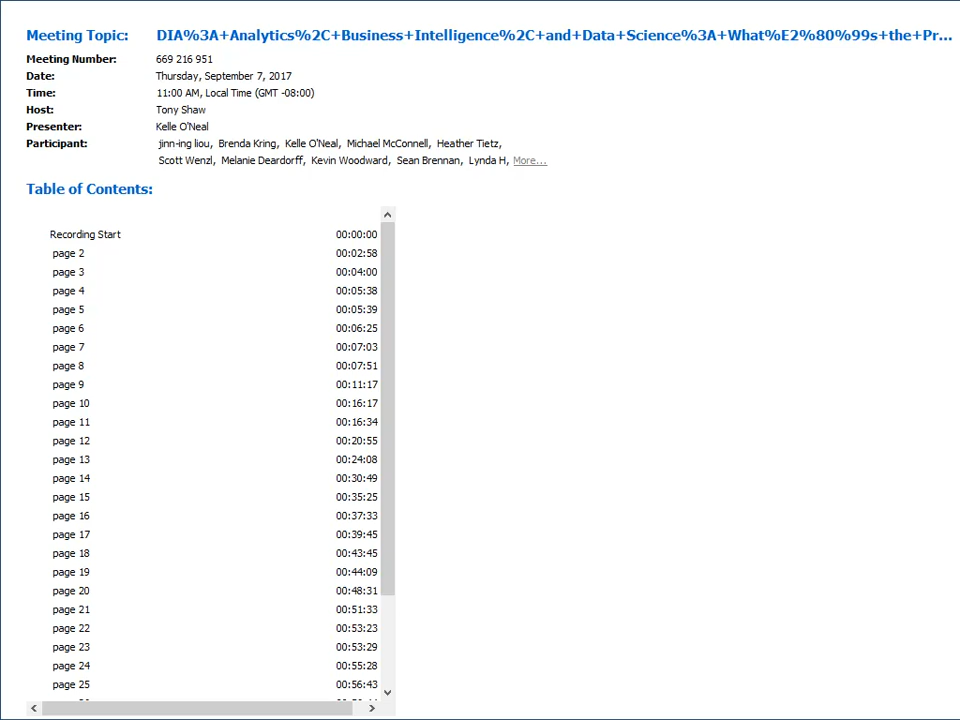 Meeting Topic: DIA%3A+Analytics%2C+Business+Intelligence%2C+and+Data+Science%3A+What%E2%80%99s+the+Pr...
Meeting Number: 669 216 951
Date: Thursday, September 7, 2017
Time: 11:00 AM, Local Time (GMT -08:00)
Host: Tony Shaw
Presenter: Kelle O'Neal
Participant: jinn-ing liou, Brenda Kring, Kelle O'Neal, Michael McConnell, Heather Tietz,
Scott Wenzl, Melanie Deardorff, Kevin Woodward, Sean Brennan, Lynda H, More...
Table of Contents:
Recording Start 00:00:00
page 2 00:02:58
page 3 00:04:00
page 4 00:05:38
page 5 00:05:39
page 6 00:06:25
page 7 00:07:03
page 8 00:07:51
page 9 00:11:17
page 10 00:16:17
page 11 00:16:34
page 12 00:20:55
page 13 00:24:08
page 14 00:30:49
page 15 00:35:25
page 16 00:37:33
page 17 00:39:45
page 18 00:43:45
page 19 00:44:09
page 20 00:48:31
page 21 00:51:33
page 22 00:53:23
page 23 00:53:29
page 24 00:55:28
page 25 00:56:43